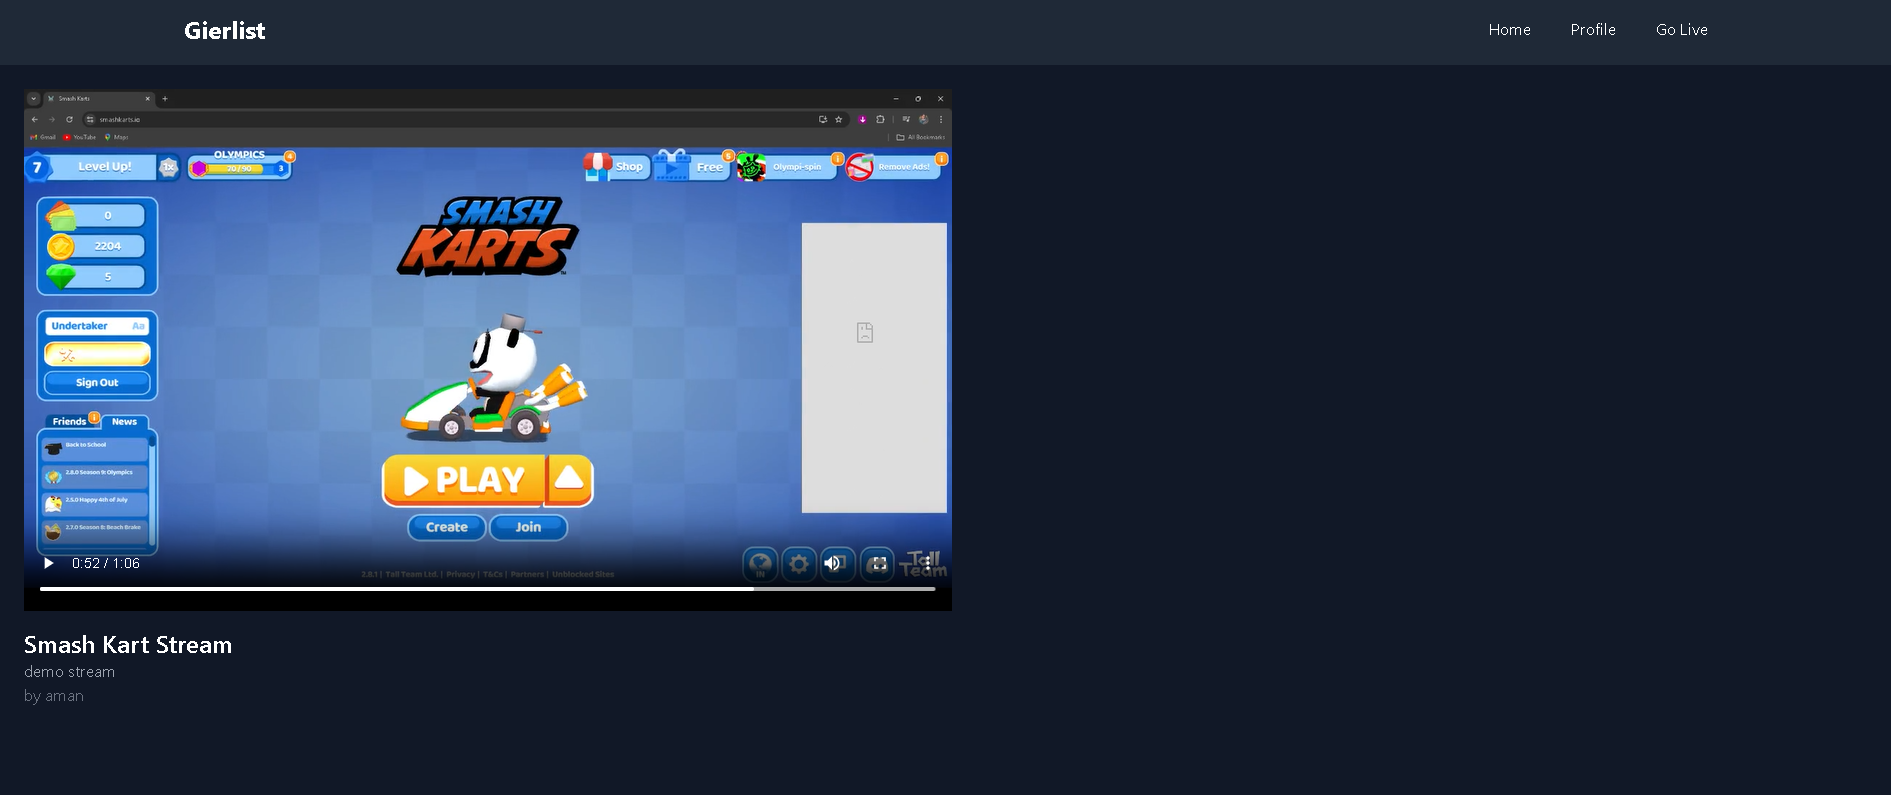 Gierlist
Home Profile Go Live
Smash Karts
smashkarts.io
Gmail YouTube Maps All Bookmarks
7 Level Up! 1x
OLYMPICS 4
70/90 3
Shop
Free 5
Olympi-spin
Remove Ads!
0
2204
5
SMASH
KARTS
Undertaker Aa
Sign Out
Friends News
Back to School
2.8.0 Season 9: Olympics
2.5.0 Happy 4th of July
2.7.0 Season 8: Beach Brake
PLAY
Create Join
IN
Tall
Team
0:52 / 1:06
2.8.1 | Tall Team Ltd. | Privacy | T&Cs | Partners | Unblocked Sites
Smash Kart Stream
demo stream
by aman